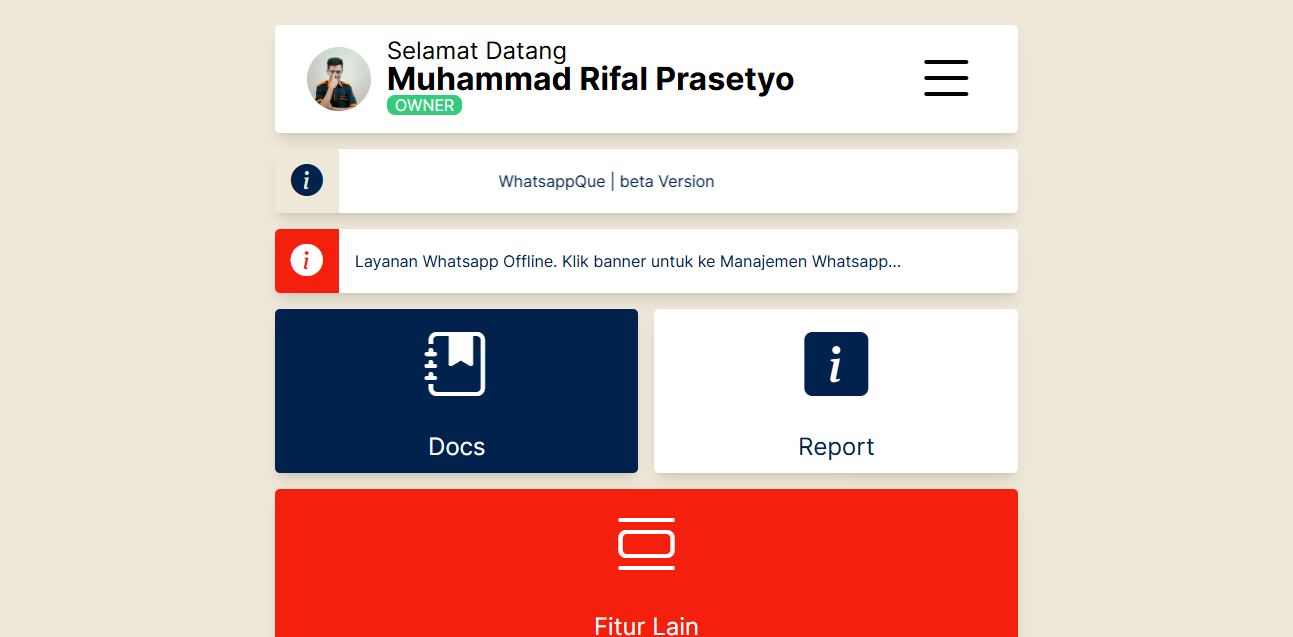 Selamat Datang
Muhammad Rifal Prasetyo
OWNER
WhatsappQue | beta Version
Layanan Whatsapp Offline. Klik banner untuk ke Manajemen Whatsapp...
Docs
Report
Fitur Lain